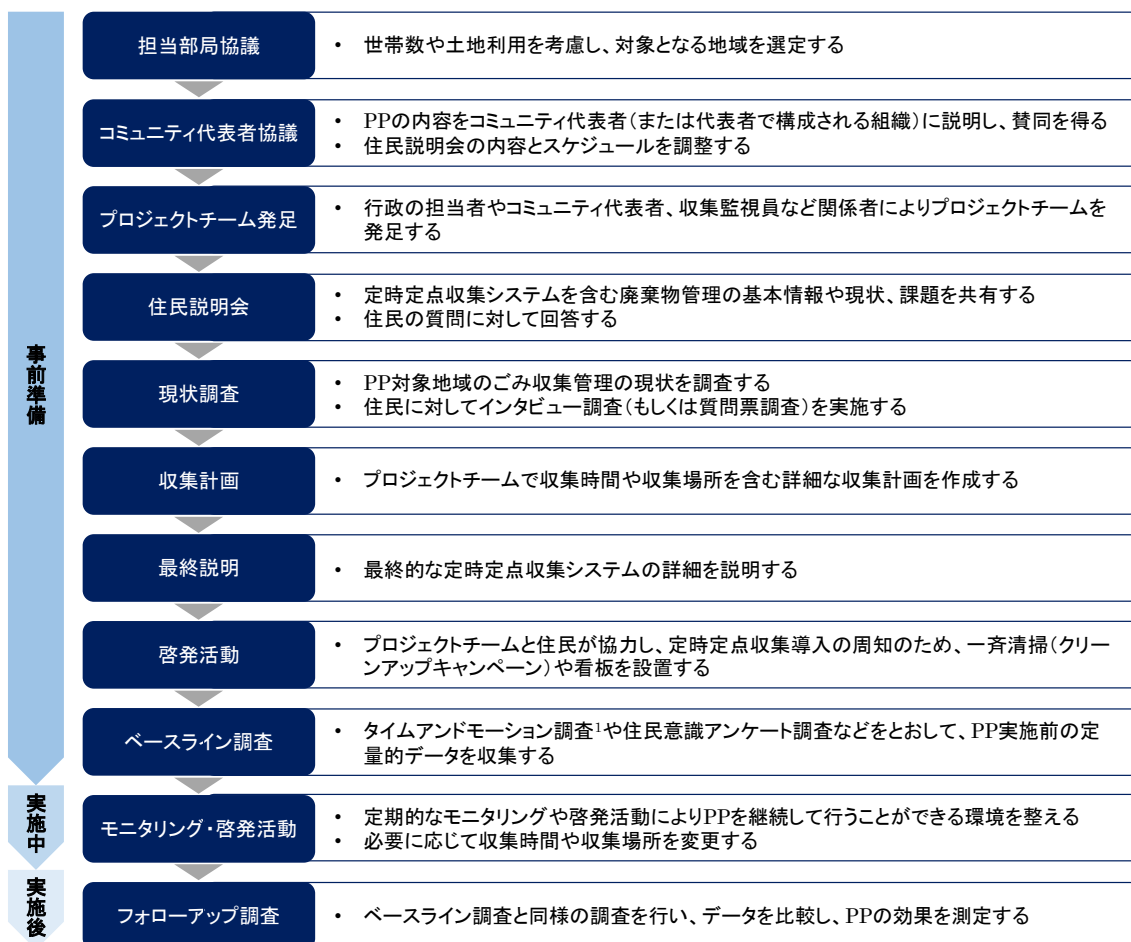 事前準備
担当部局協議
• 世帯数や土地利用を考慮し、対象となる地域を選定する
コミュニティ代表者協議
• PPの内容をコミュニティ代表者（または代表者で構成される組織）に説明し、賛同を得る
• 住民説明会の内容とスケジュールを調整する
プロジェクトチーム発足
• 行政の担当者やコミュニティ代表者、収集監視員など関係者によりプロジェクトチームを
発足する
住民説明会
• 定時定点収集システムを含む廃棄物管理の基本情報や現状、課題を共有する
• 住民の質問に対して回答する
現状調査
• PP対象地域のごみ収集管理の現状を調査する
• 住民に対してインタビュー調査（もしくは質問票調査）を実施する
収集計画
• プロジェクトチームで収集時間や収集場所を含む詳細な収集計画を作成する
最終説明
• 最終的な定時定点収集システムの詳細を説明する
啓発活動
• プロジェクトチームと住民が協力し、定時定点収集導入の周知のため、一斉清掃（クリー
ンアップキャンペーン）や看板を設置する
ベースライン調査
• タイムアンドモーション調査¹や住民意識アンケート調査などをとおして、PP実施前の定
量的データを収集する
実施中
モニタリング・啓発活動
• 定期的なモニタリングや啓発活動によりPPを継続して行うことができる環境を整える
• 必要に応じて収集時間や収集場所を変更する
実施後
フォローアップ調査
• ベースライン調査と同様の調査を行い、データを比較し、PPの効果を測定する